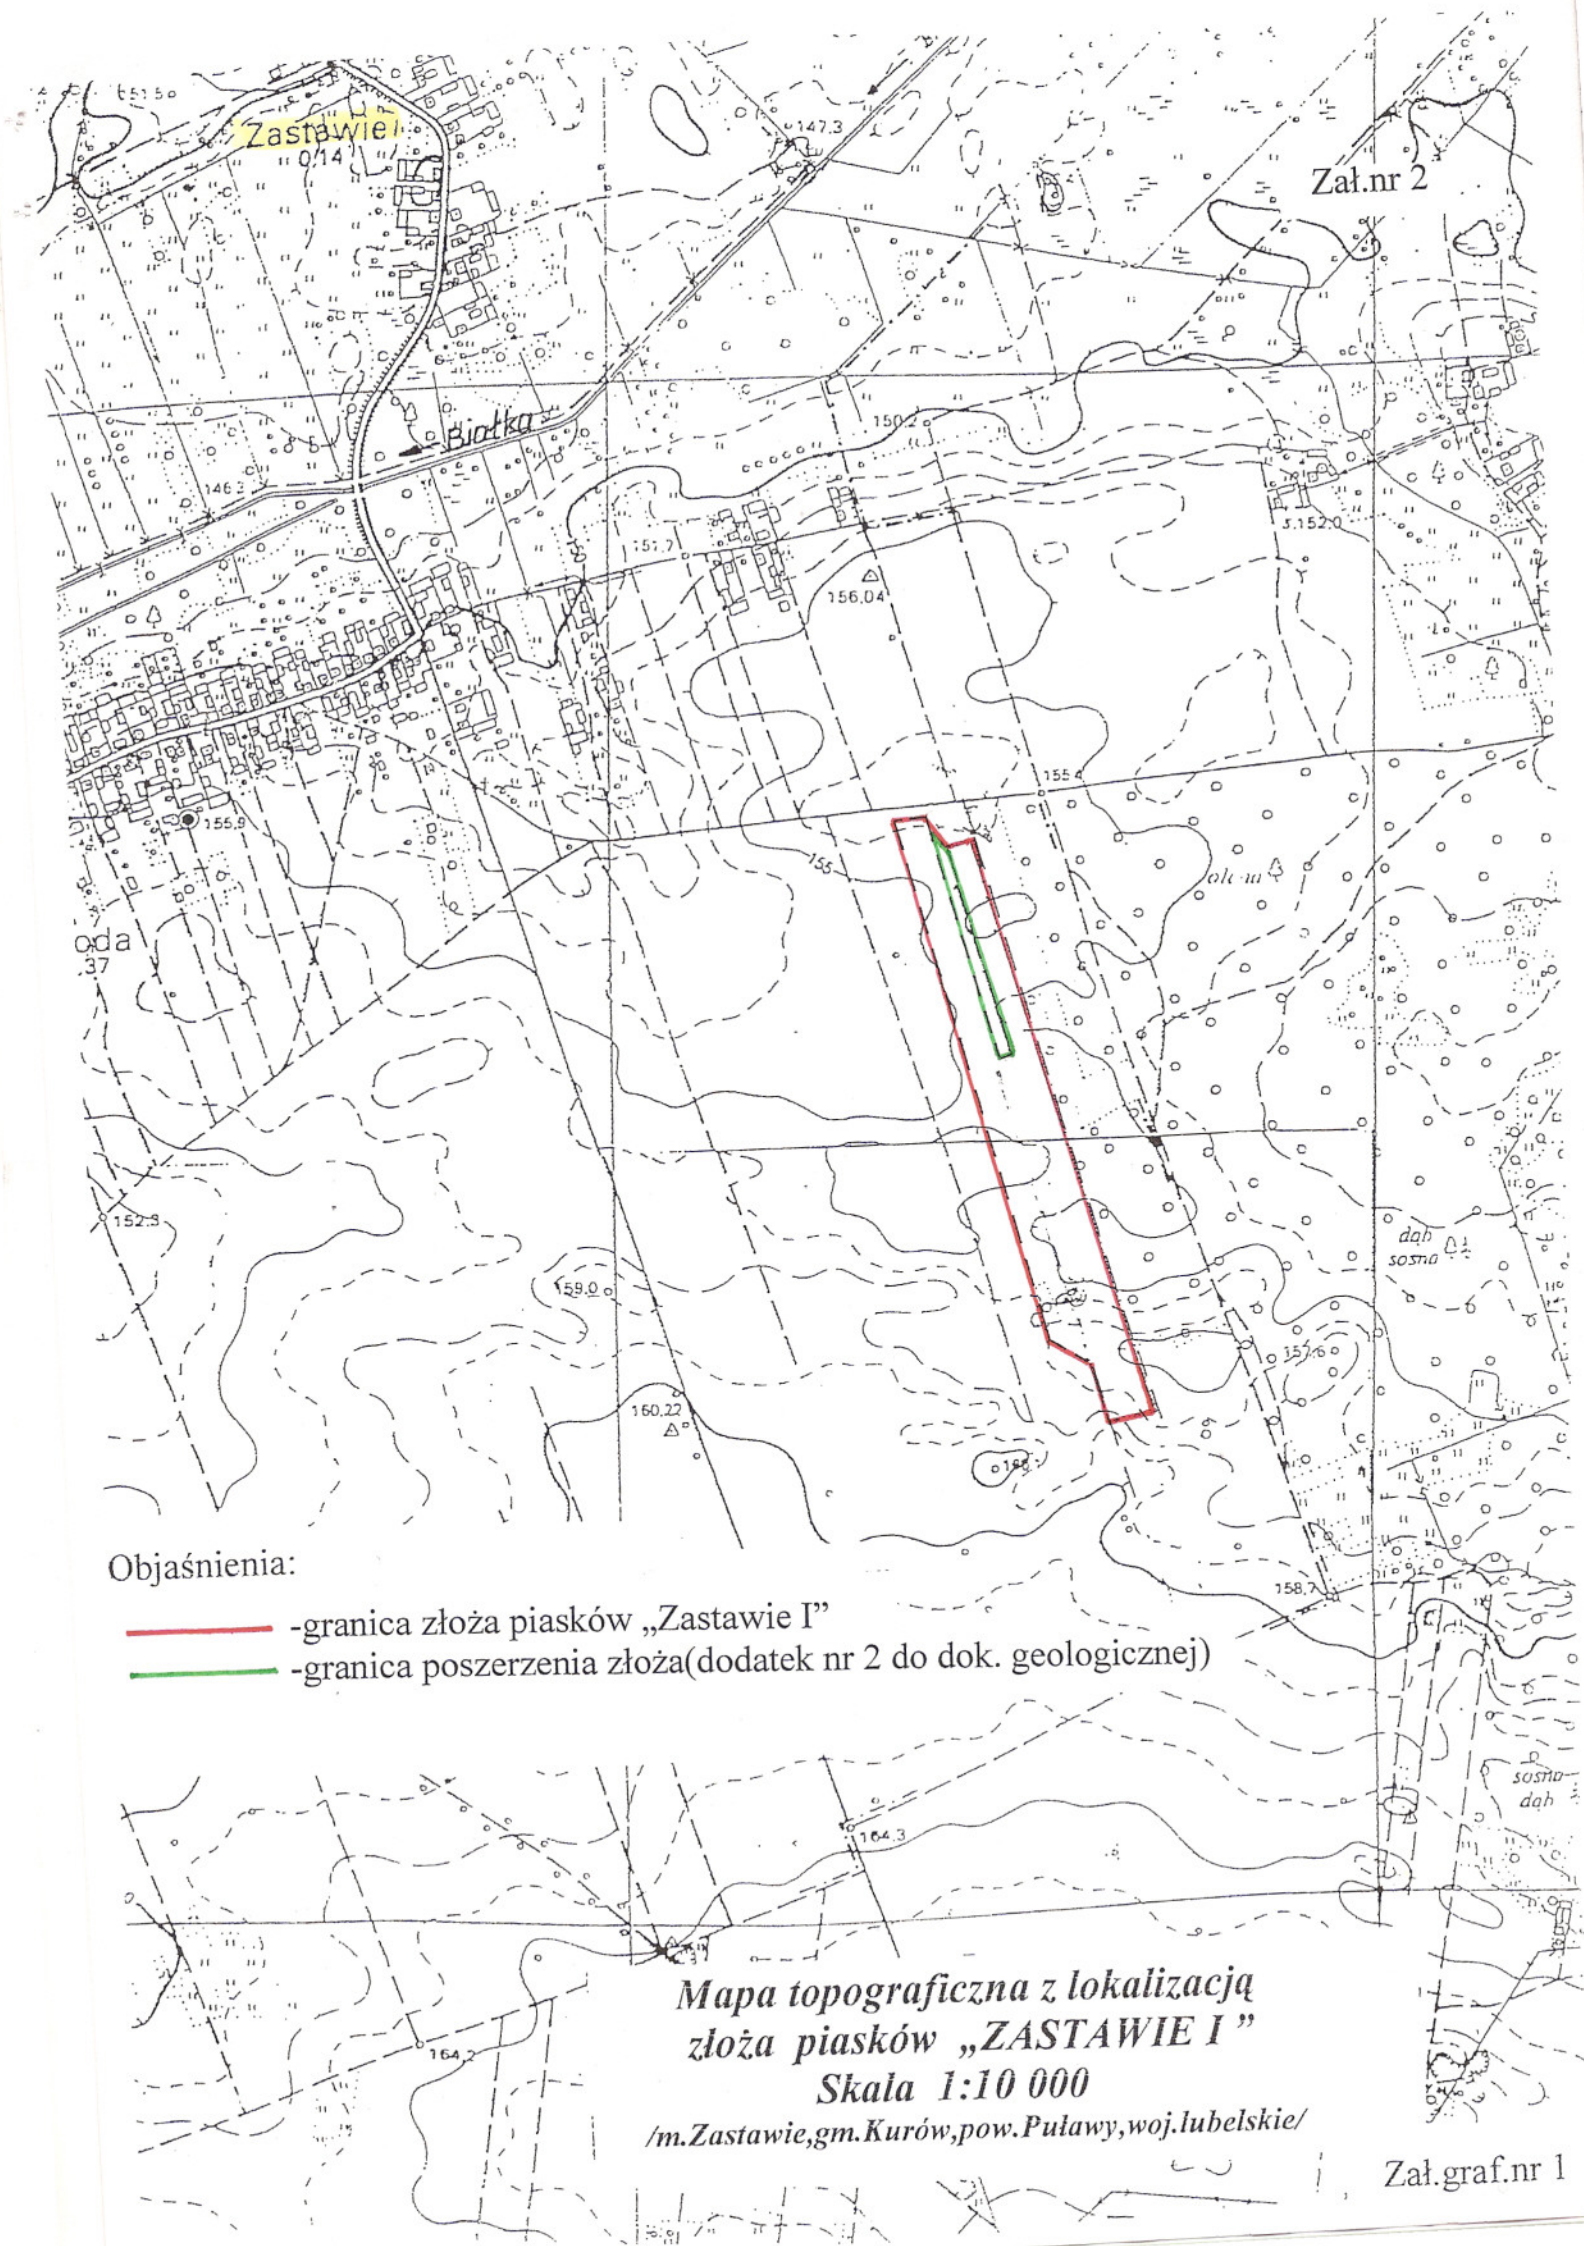 151.5
Zastawie
0,14
147.3
Zał.nr 2
Białka
150.2
146.3
s.152.0
151.7
156.04
155.4
155.9
155
oda
.37
152.3
dąb
sosna
159.0
157.6
160.22
Objaśnienia:
158.7
-granica złoża piasków „Zastawie I”
-granica poszerzenia złoża(dodatek nr 2 do dok. geologicznej)
sosna
dąb
164.3
Mapa topograficzna z lokalizacją
złoża piasków „ZASTAWIE I ”
164.2
Skala 1:10 000
/m.Zastawie,gm.Kurów,pow.Puławy,woj.lubelskie/
Zał.graf.nr 1